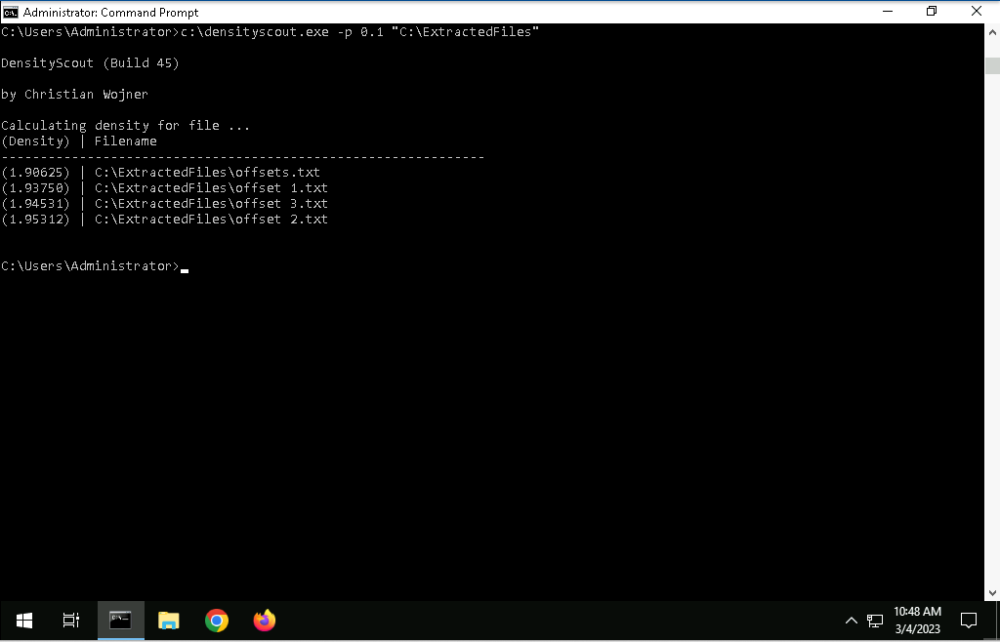 Administrator: Command Prompt
C:\Users\Administrator>c:\densityscout.exe -p 0.1 "C:\ExtractedFiles"
DensityScout (Build 45)
by Christian Wojner
Calculating density for file ...
(Density) | Filename
--------------------------------------------------------------
(1.90625) | C:\ExtractedFiles\offsets.txt
(1.93750) | C:\ExtractedFiles\offset 1.txt
(1.94531) | C:\ExtractedFiles\offset 3.txt
(1.95312) | C:\ExtractedFiles\offset 2.txt
C:\Users\Administrator>
10:48 AM
3/4/2023